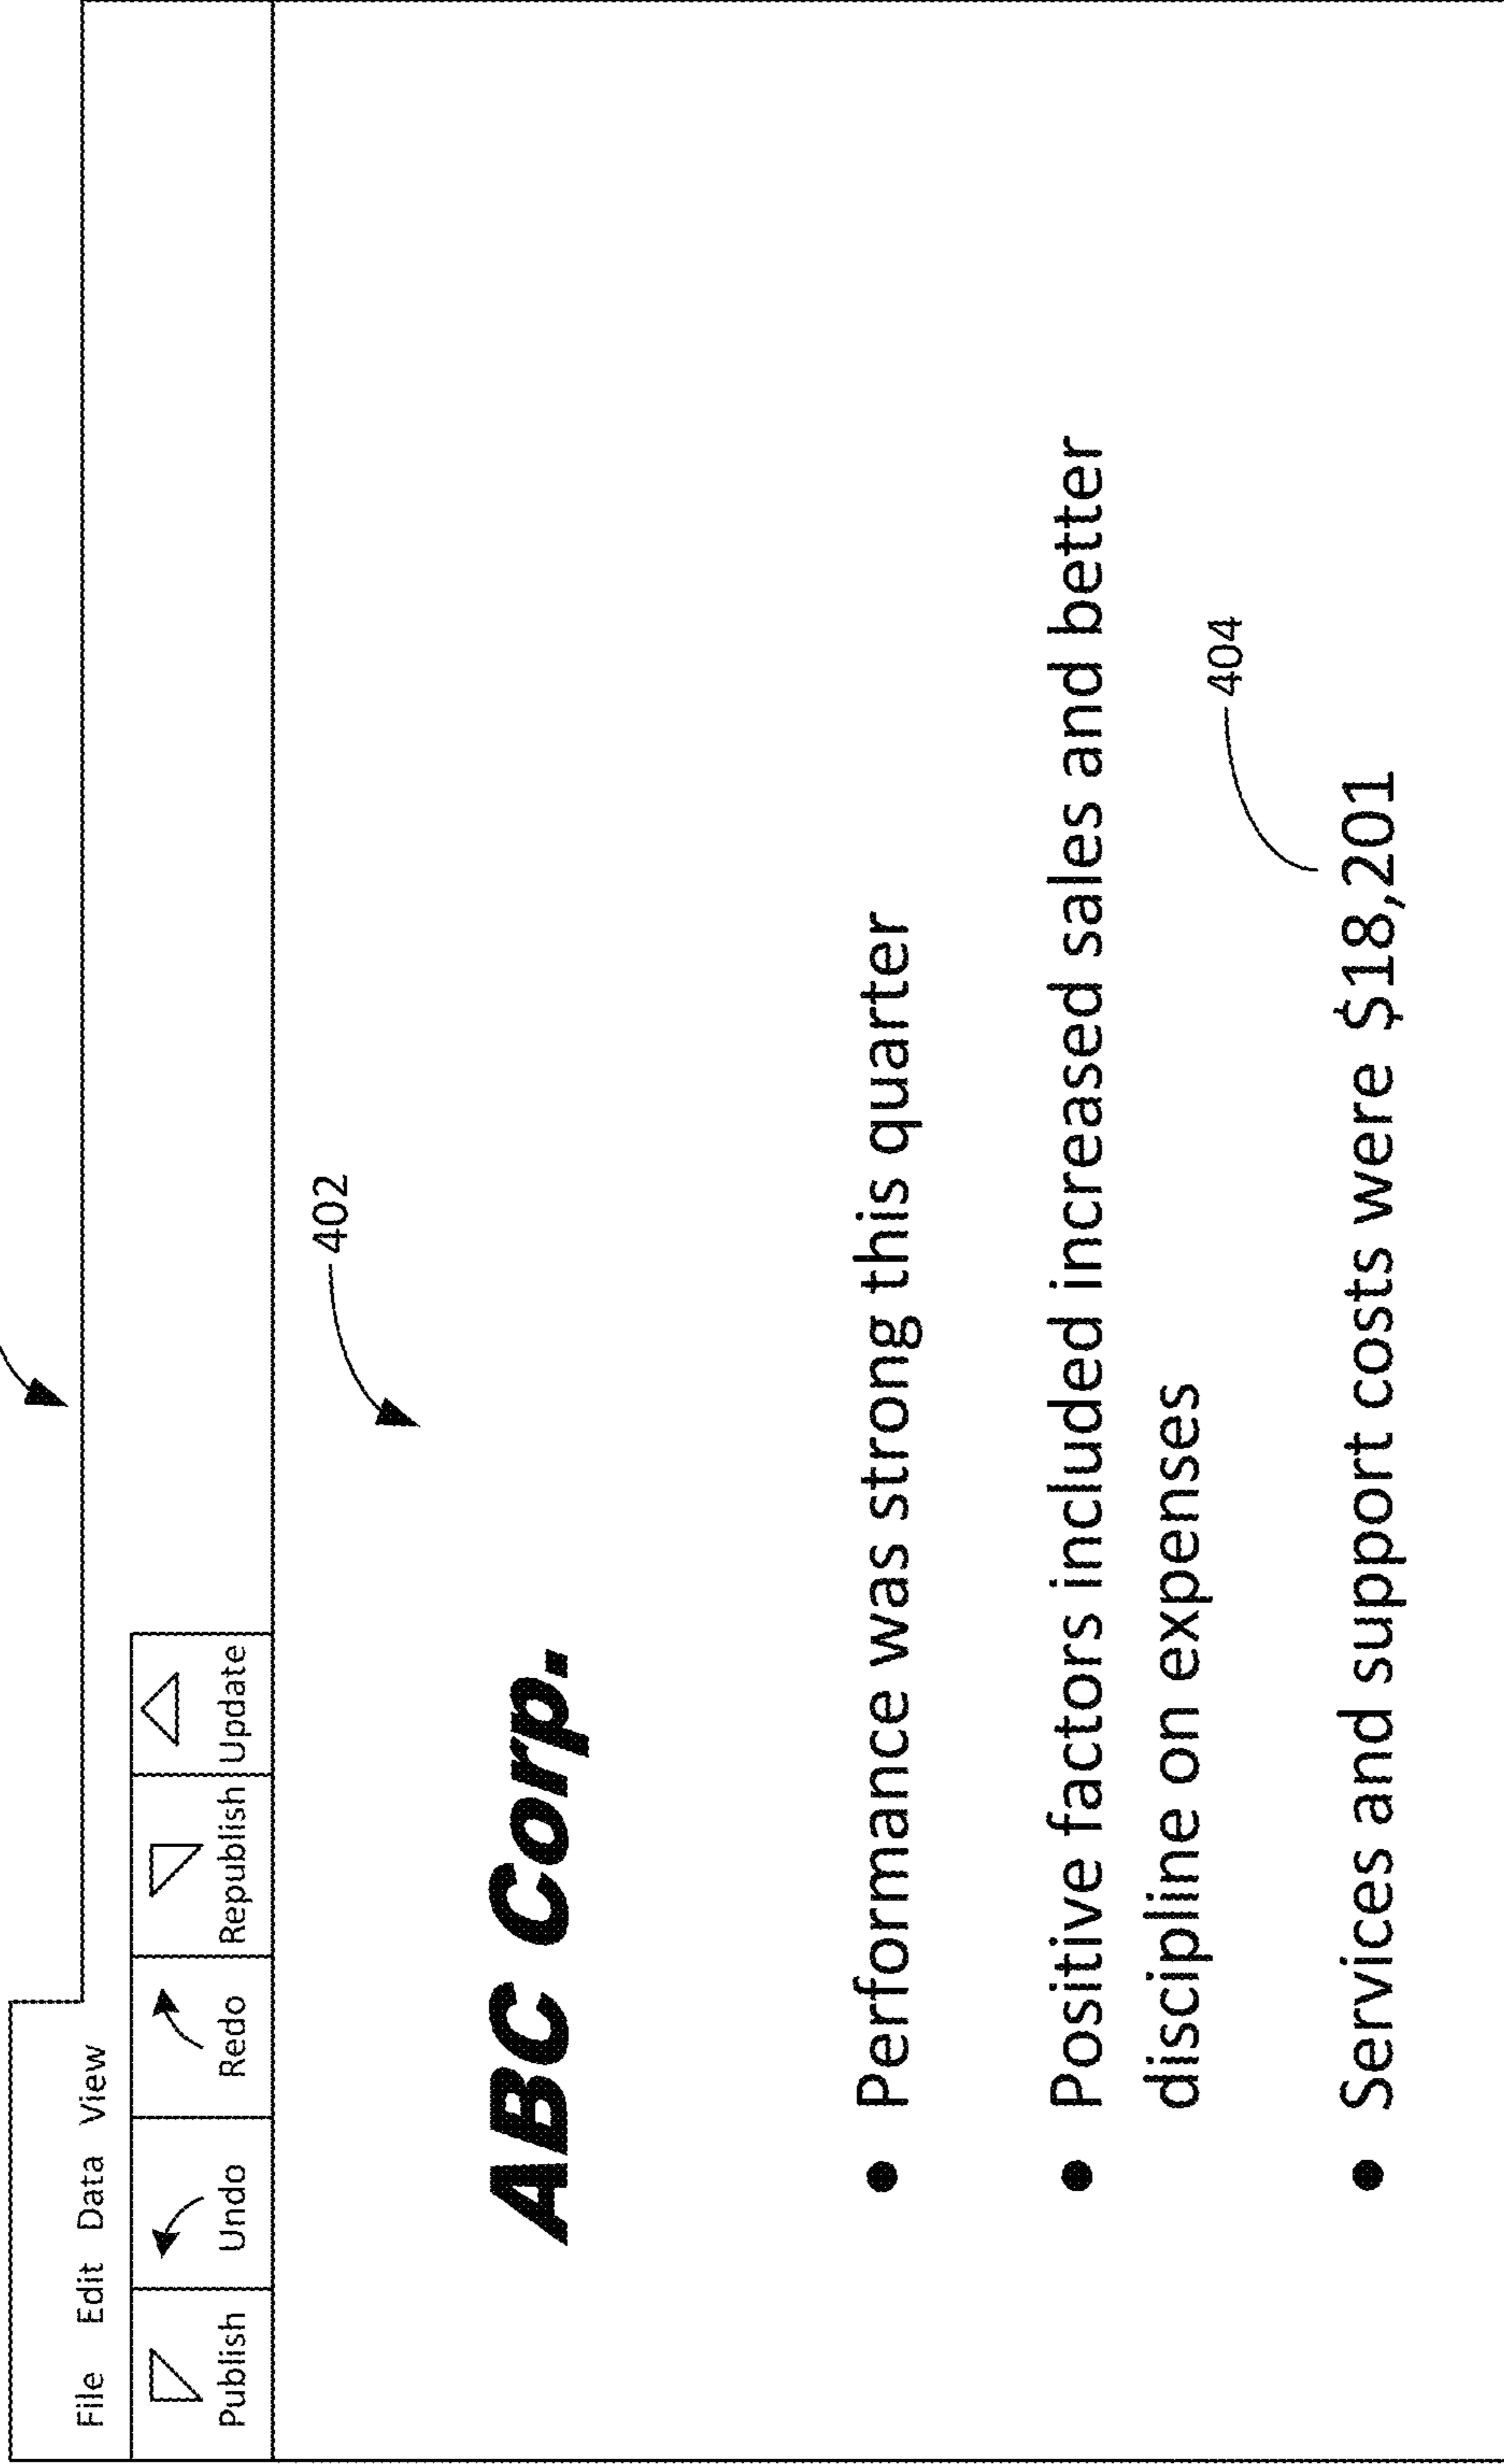 File Edit Data View
Publish Undo Redo Republish Update
402
ABC Corp.
• Performance was strong this quarter
• Positive factors included increased sales and better
discipline on expenses
404
• Services and support costs were $18,201